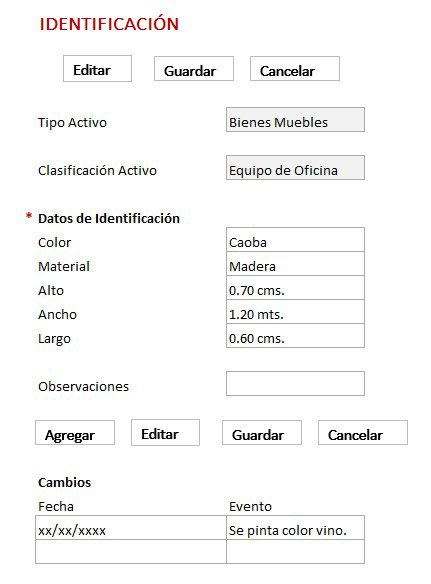 IDENTIFICACIÓN
Editar Guardar Cancelar
Tipo Activo Bienes Muebles
Clasificación Activo Equipo de Oficina
* Datos de Identificación
Color Caoba
Material Madera
Alto 0.70 cms.
Ancho 1.20 mts.
Largo 0.60 cms.
Observaciones
Agregar Editar Guardar Cancelar
Cambios
Fecha Evento
xx/xx/xxxx Se pinta color vino.